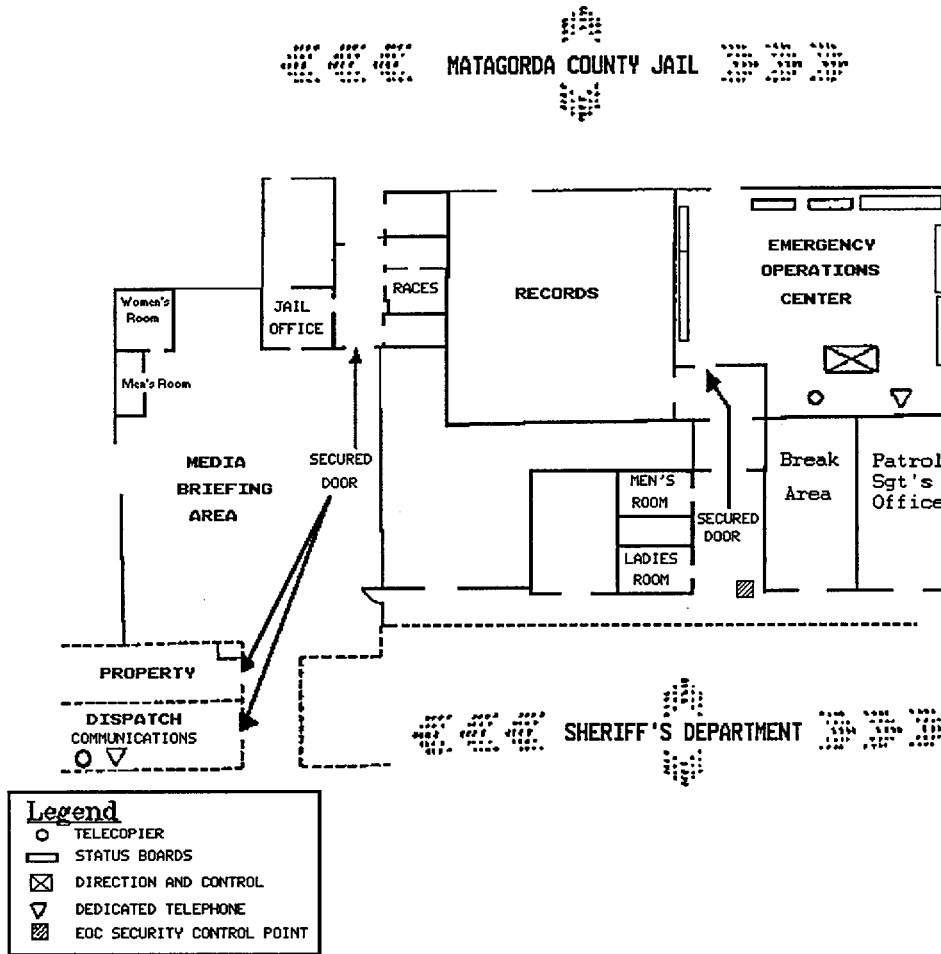 MATAGORDA COUNTY JAIL
EMERGENCY
OPERATIONS
CENTER
RACES
RECORDS
Women's
Room
JAIL
OFFICE
Men's Room
MEDIA
BRIEFING
AREA
SECURED
DOOR
MEN'S
ROOM
SECURED
DOOR
LADIES
ROOM
Break
Area
Patrol
Sgt's
Office
PROPERTY
DISPATCH
COMMUNICATIONS
SHERIFF'S DEPARTMENT
Legend
TELECOPIER
STATUS BOARDS
DIRECTION AND CONTROL
DEDICATED TELEPHONE
EOC SECURITY CONTROL POINT